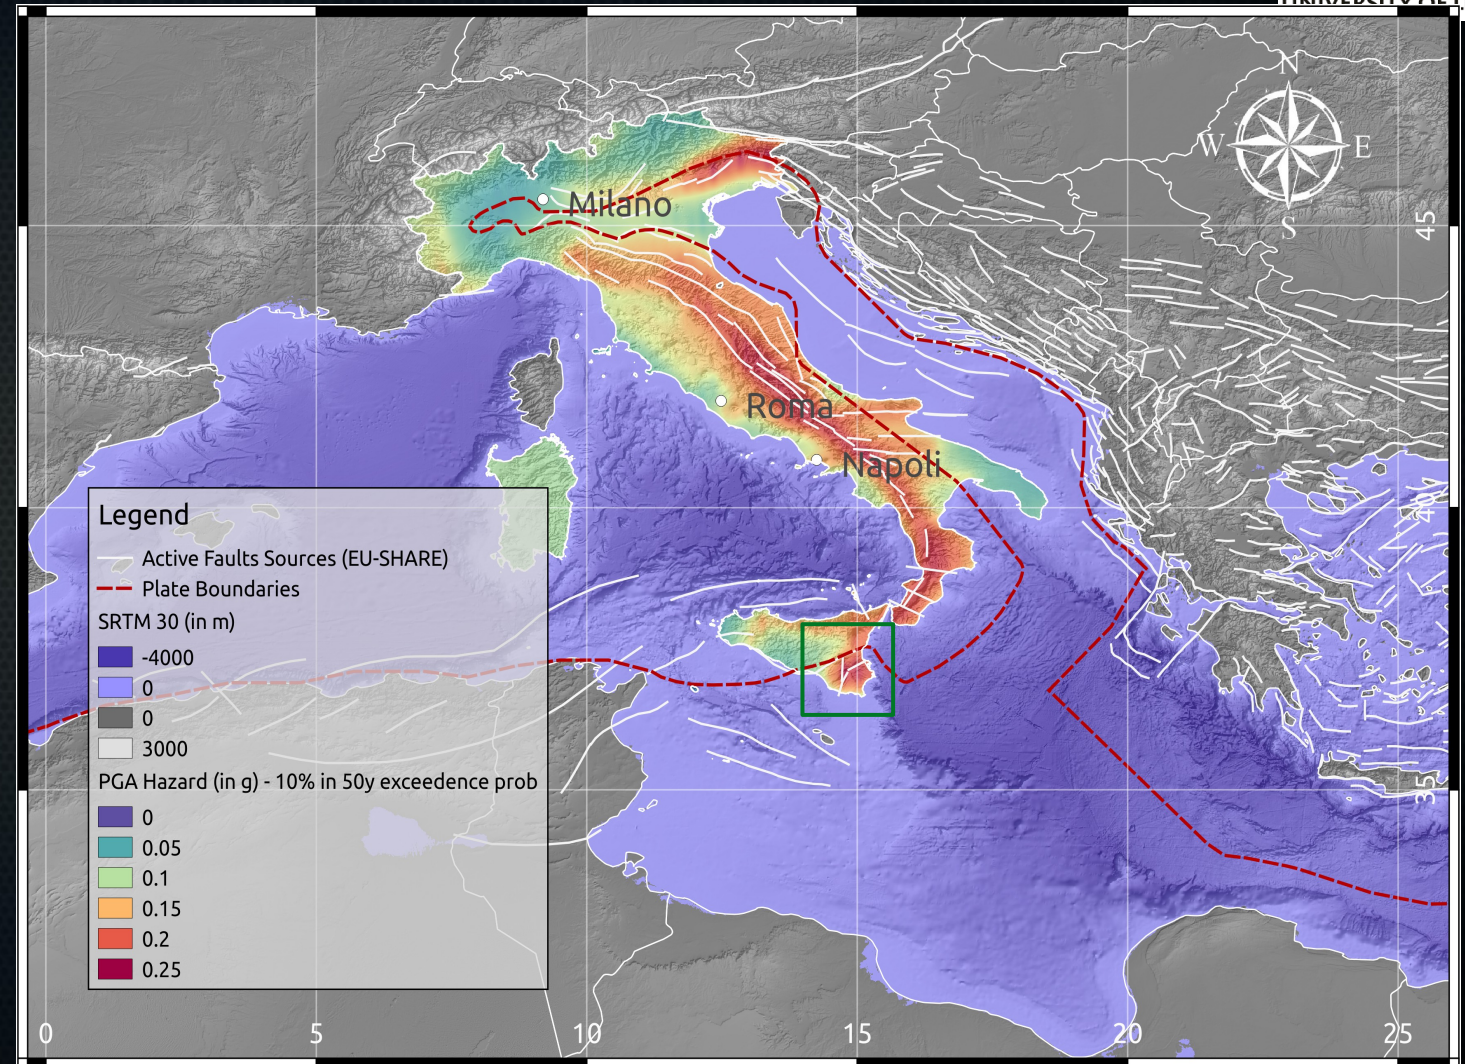 N
W E
S
Milano
45
Roma
Napoli
40
Legend
Active Faults Sources (EU-SHARE)
Plate Boundaries
SRTM 30 (in m)
-4000
0
0
3000
PGA Hazard (in g) - 10% in 50y exceedence prob
0
0.05
0.1
0.15
0.2
0.25
35
0 5 10 15 20 25